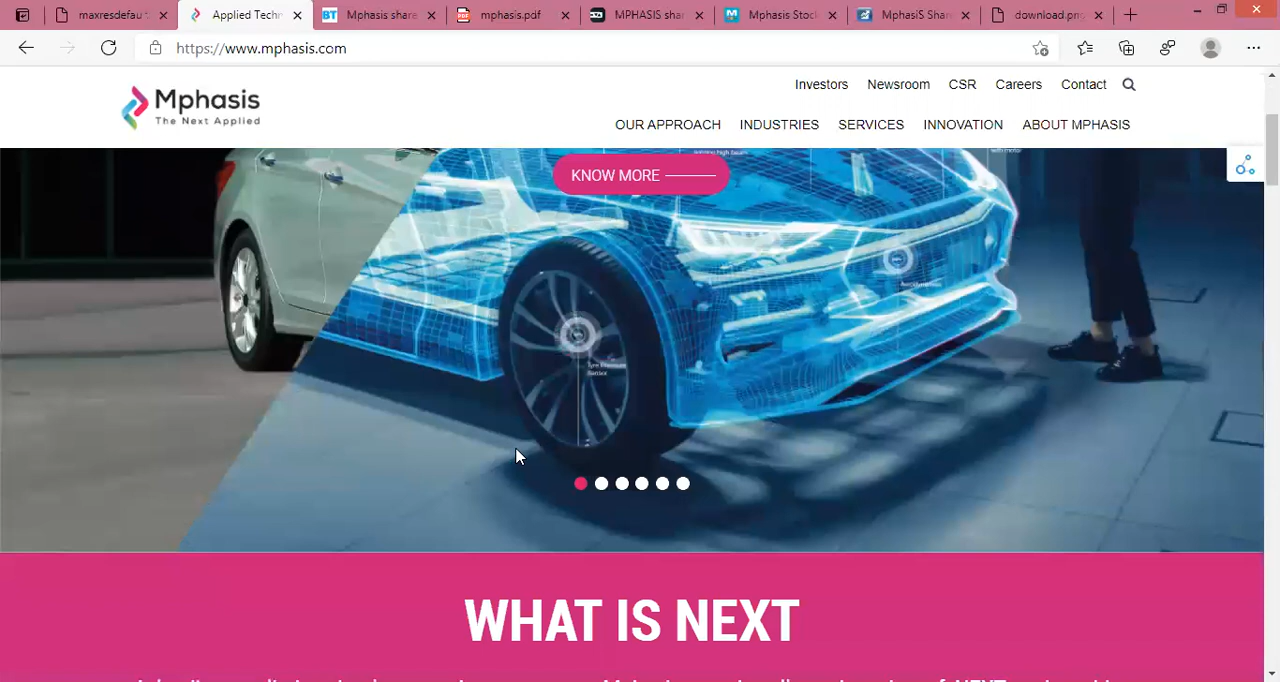 maxresdefau
Applied Techn
Mphasis share
mphasis.pdf
MPHASIS shar
Mphasis Stock
MphasiS Shar
download.png
https://www.mphasis.com
Investors Newsroom CSR Careers Contact
Mphasis
The Next Applied
OUR APPROACH INDUSTRIES SERVICES INNOVATION ABOUT MPHASIS
KNOW MORE
WHAT IS NEXT